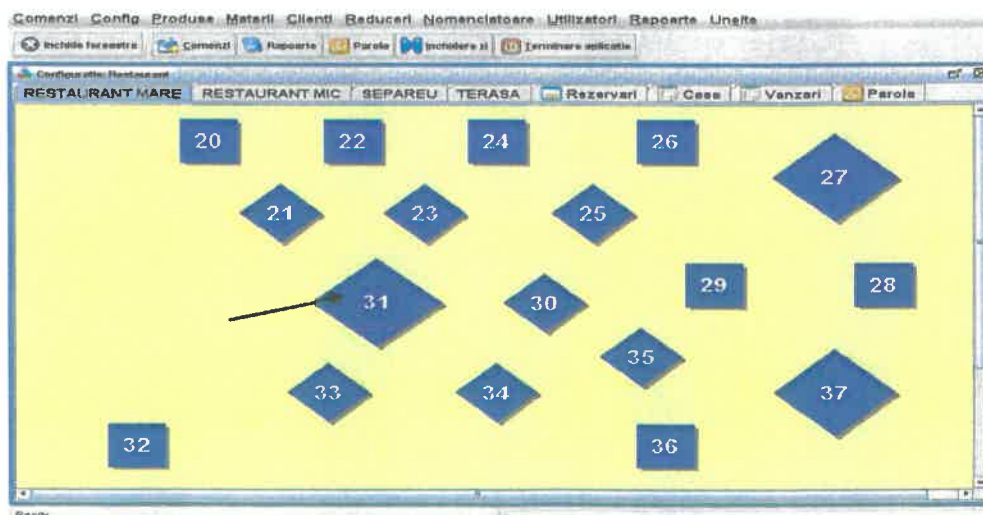 Comenzi Config Produse Materii Clienti Reduceri Nomenclatoare Utilizatori Rapoarte Unelte
Inchide fereastra Comenzi Rapoarte Parola Inchidere zi Terminare aplicatie
Configuratie: Restaurant
RESTAURANT MARE RESTAURANT MIC SEPAREU TERASA Rezervari Casa Vanzari Parola
20 22 24 26
27
21 23 25
29 28
31 30
35
33 34 37
32 36